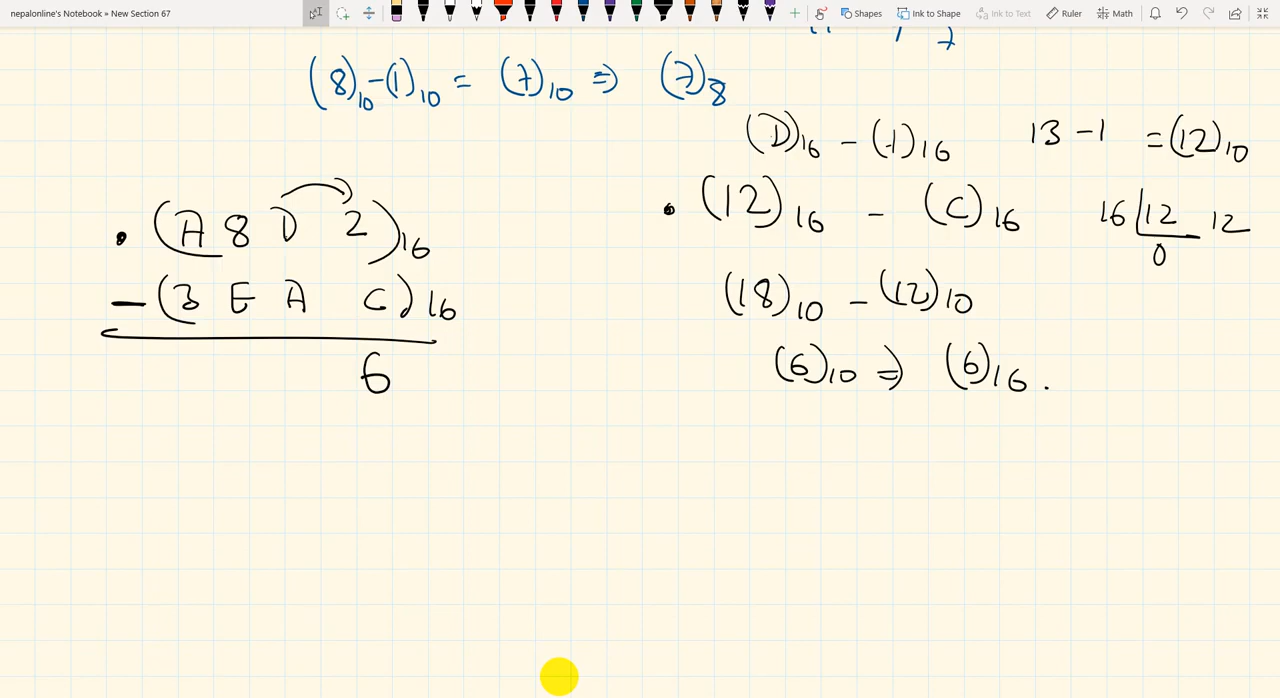 nepalonline's Notebook » New Section 67
Shapes Ink to Shape Ink to Text Ruler Math
(8)10 - (1)10 = (7)10 ⇒ (7)8
(D)16 - (1)16 13 - 1 = (12)10
(12)16 - (C)16 16 12 12
0
(A 8 D 2)16
- (3 E A C)16
6
(18)10 - (12)10
(6)10 ⇒ (6)16 .